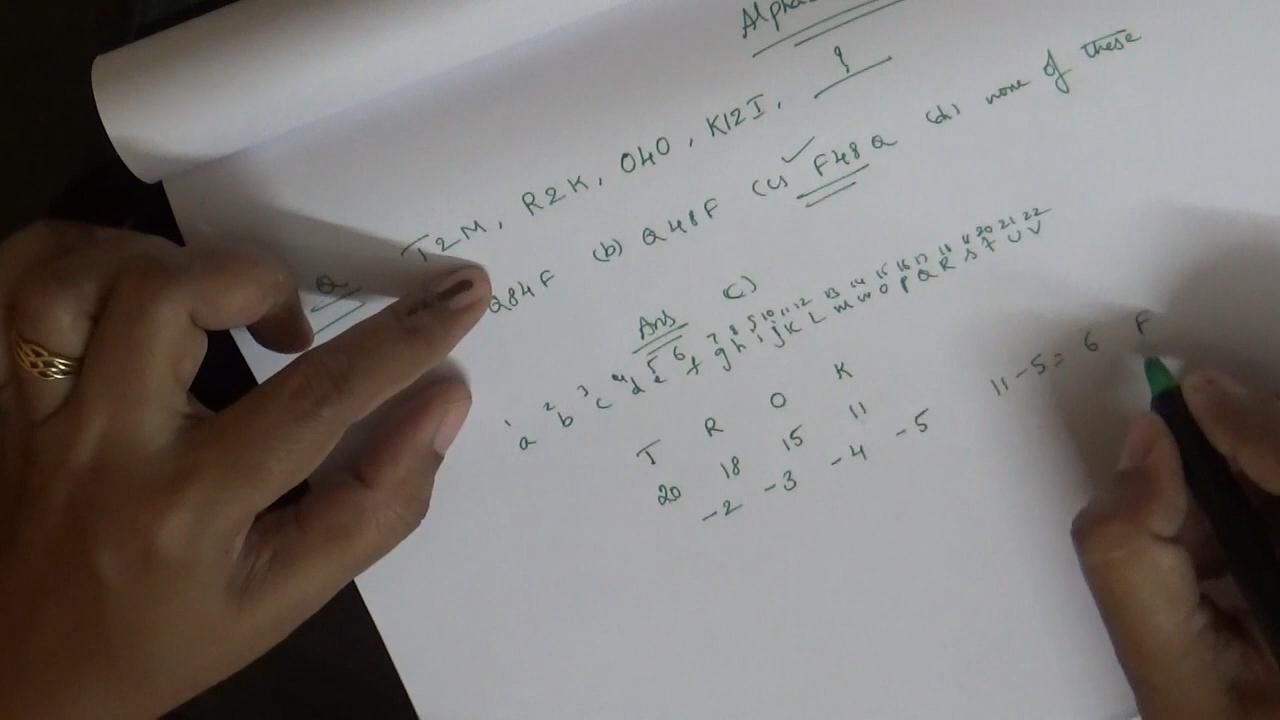 Alpha
Q T2M, R2K, O4O, K12I, ?
Q84F (b) Q48F (c) F48Q (d) none of these
Ans C)
1 2 3 4 5 6 7 8 9 10 11 12 13 14 15 16 17 18 19 20 21 22
a b c d e f g h i j K L m n O P Q R S t U V
T R O K
20 18 15 11
-2 -3 -4 -5
11-5= 6 F